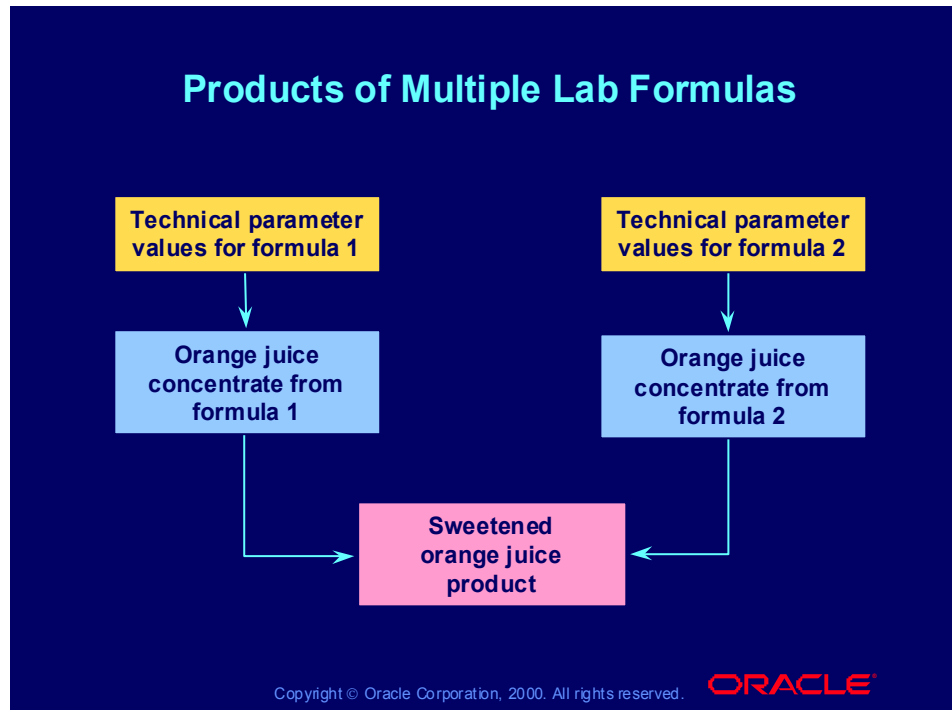 Products of Multiple Lab Formulas
Technical parameter
values for formula 1
Technical parameter
values for formula 2
Orange juice
concentrate from
formula 1
Orange juice
concentrate from
formula 2
Sweetened
orange juice
product
Copyright © Oracle Corporation, 2000. All rights reserved.
ORACLE®